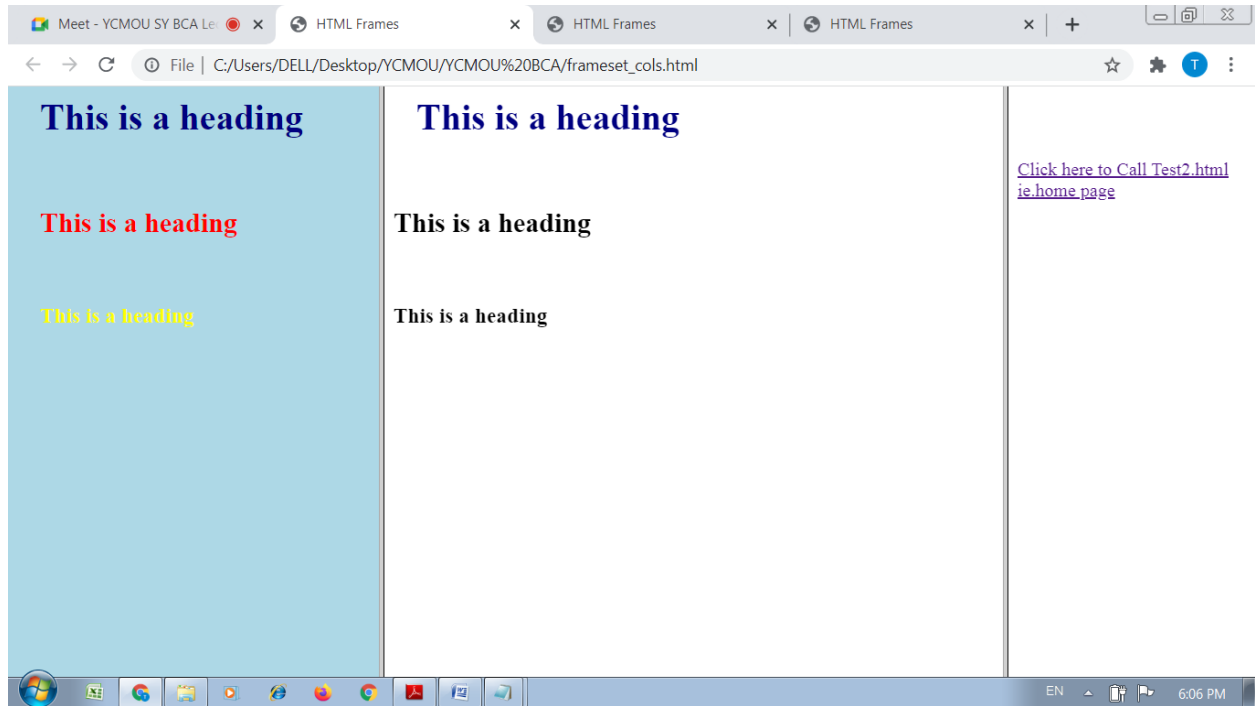 Meet - YCMOU SY BCA Le
HTML Frames
HTML Frames
HTML Frames
File | C:/Users/DELL/Desktop/YCMOU/YCMOU%20BCA/frameset_cols.html
T
This is a heading
This is a heading
This is a heading
This is a heading
This is a heading
This is a heading
Click here to Call Test2.html
ie.home page
EN
6:06 PM